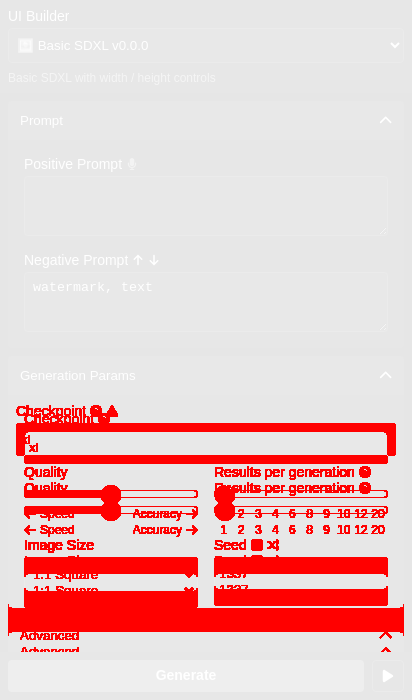 UI Builder
Basic SDXL v0.0.0
Basic SDXL with width / height controls
Prompt
Positive Prompt
Negative Prompt ↑ ↓
watermark, text
Generation Params
Checkpoint
Checkpoint
xl
xl
Quality Results per generation
Quality Results per generation
← Speed Accuracy → 1 2 3 4 6 8 9 10 12 20
← Speed Accuracy → 1 2 3 4 6 8 9 10 12 20
Image Size Seed
1:1 Square 1337
1:1 Square 1337
Advanced
Advanced
Generate